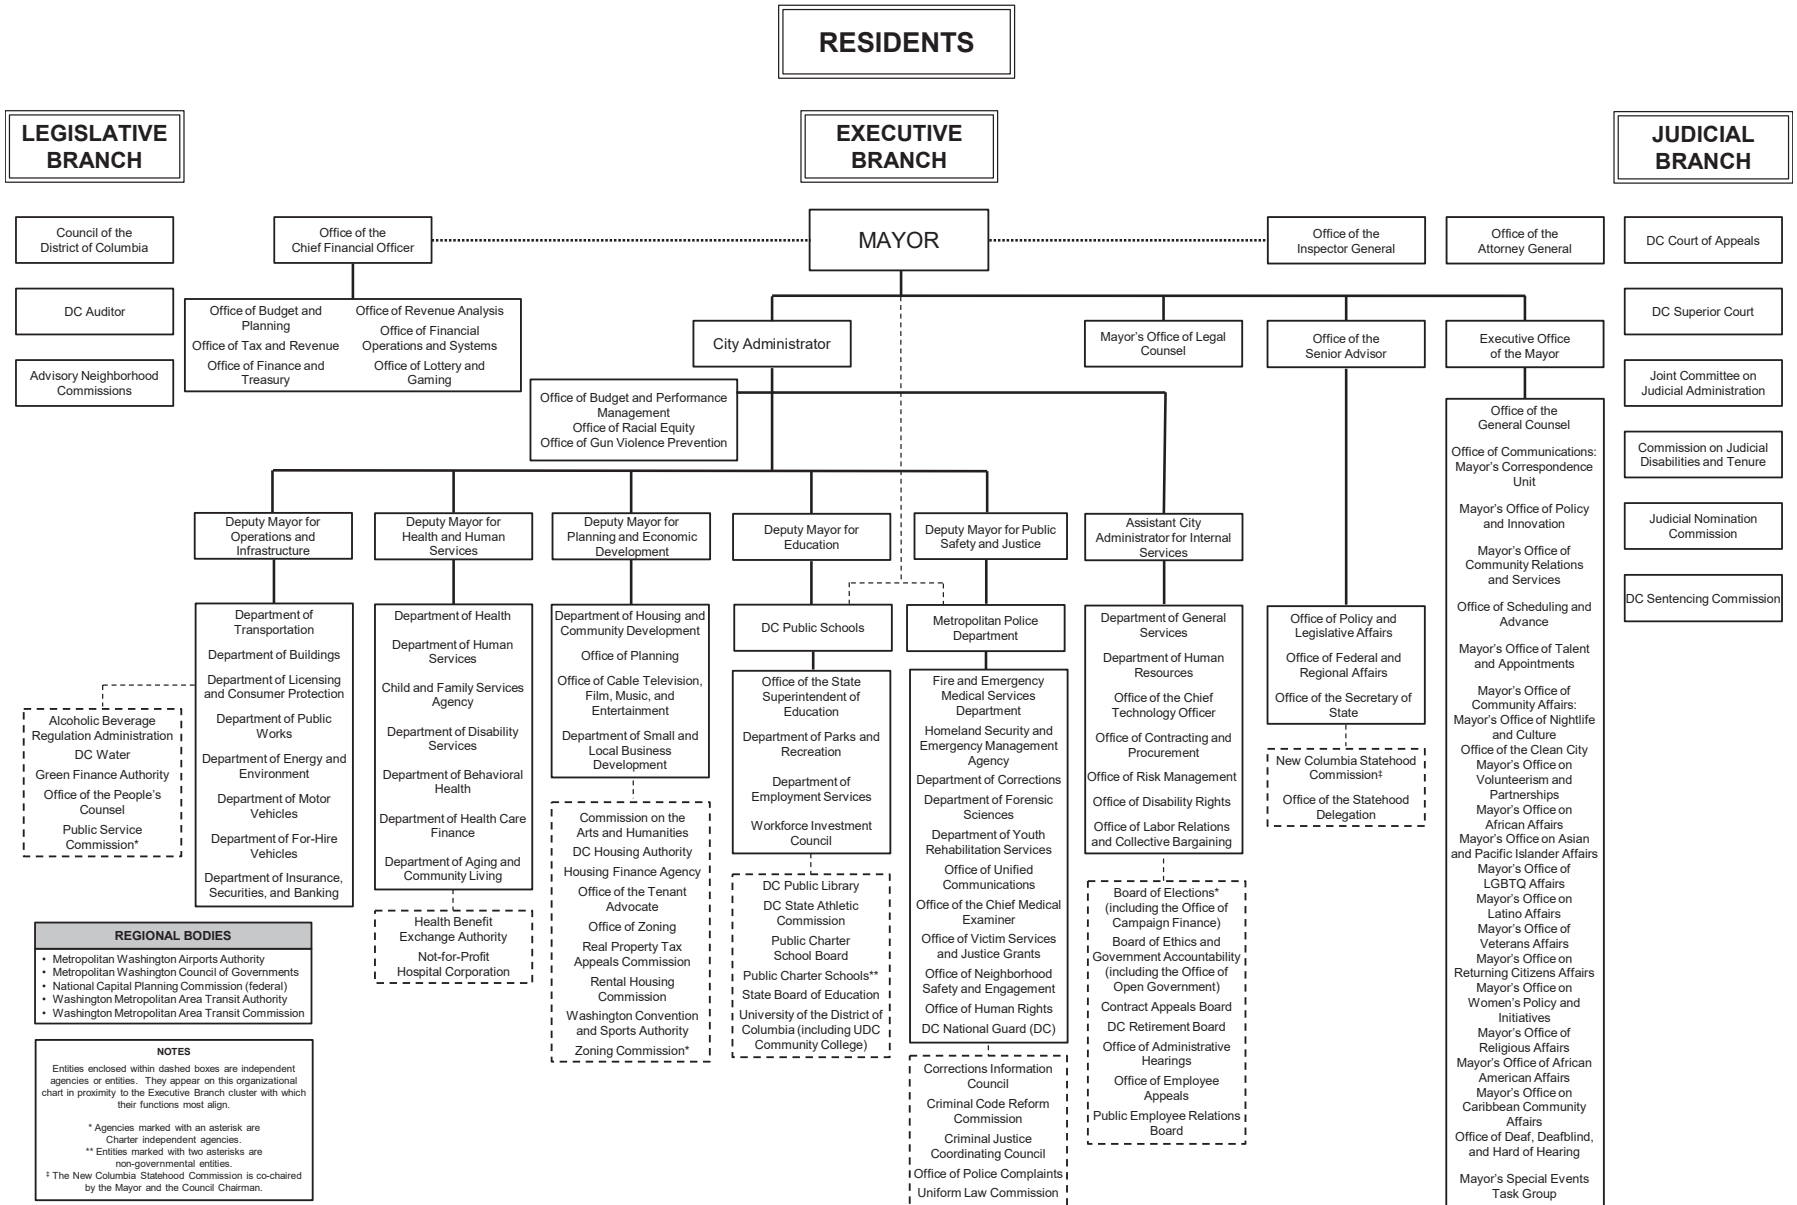 RESIDENTS
LEGISLATIVE
BRANCH
EXECUTIVE
BRANCH
JUDICIAL
BRANCH
Council of the
District of Columbia
DC Auditor
Advisory Neighborhood
Commissions
Office of the
Chief Financial Officer
Office of Budget and
Planning
Office of Tax and Revenue
Office of Finance and
Treasury
Office of Revenue Analysis
Office of Financial
Operations and Systems
Office of Lottery and
Gaming
MAYOR
Office of the
Inspector General
Office of the
Attorney General
DC Court of Appeals
DC Superior Court
Joint Committee on
Judicial Administration
Commission on Judicial
Disabilities and Tenure
Judicial Nomination
Commission
DC Sentencing Commission
City Administrator
Mayor's Office of Legal
Counsel
Office of the
Senior Advisor
Executive Office
of the Mayor
Office of Budget and Performance
Management
Office of Racial Equity
Office of Gun Violence Prevention
Deputy Mayor for
Operations and
Infrastructure
Department of
Transportation
Department of Buildings
Department of Licensing
and Consumer Protection
Department of Public
Works
Department of Energy and
Environment
Department of Motor
Vehicles
Department of For-Hire
Vehicles
Department of Insurance,
Securities, and Banking
Alcoholic Beverage
Regulation Administration
DC Water
Green Finance Authority
Office of the People's
Counsel
Public Service
Commission*
Deputy Mayor for
Health and Human
Services
Department of Health
Department of Human
Services
Child and Family Services
Agency
Department of Disability
Services
Department of Behavioral
Health
Department of Health Care
Finance
Department of Aging and
Community Living
Health Benefit
Exchange Authority
Not-for-Profit
Hospital Corporation
Deputy Mayor for
Planning and Economic
Development
Department of Housing and
Community Development
Office of Planning
Office of Cable Television,
Film, Music, and
Entertainment
Department of Small and
Local Business
Development
Commission on the
Arts and Humanities
DC Housing Authority
Housing Finance Agency
Office of the Tenant
Advocate
Office of Zoning
Real Property Tax
Appeals Commission
Rental Housing
Commission
Washington Convention
and Sports Authority
Zoning Commission*
Deputy Mayor for
Education
DC Public Schools
Office of the State
Superintendent of
Education
Department of Parks and
Recreation
Department of
Employment Services
Workforce Investment
Council
DC Public Library
DC State Athletic
Commission
Public Charter
School Board
Public Charter Schools**
State Board of Education
University of the District of
Columbia (including UDC
Community College)
Deputy Mayor for Public
Safety and Justice
Metropolitan Police
Department
Fire and Emergency
Medical Services
Department
Homeland Security and
Emergency Management
Agency
Department of Corrections
Department of Forensic
Sciences
Department of Youth
Rehabilitation Services
Office of Unified
Communications
Office of the Chief Medical
Examiner
Office of Victim Services
and Justice Grants
Office of Neighborhood
Safety and Engagement
Office of Human Rights
DC National Guard (DC)
Corrections Information
Council
Criminal Code Reform
Commission
Criminal Justice
Coordinating Council
Office of Police Complaints
Uniform Law Commission
Assistant City
Administrator for Internal
Services
Department of General
Services
Department of Human
Resources
Office of the Chief
Technology Officer
Office of Contracting and
Procurement
Office of Risk Management
Office of Disability Rights
Office of Labor Relations
and Collective Bargaining
Board of Elections*
(including the Office of
Campaign Finance)
Board of Ethics and
Government Accountability
(including the Office of
Open Government)
Contract Appeals Board
DC Retirement Board
Office of Administrative
Hearings
Office of Employee
Appeals
Public Employee Relations
Board
Office of Policy and
Legislative Affairs
Office of Federal and
Regional Affairs
Office of the Secretary of
State
New Columbia Statehood
Commission‡
Office of the Statehood
Delegation
Office of the
General Counsel
Office of Communications:
Mayor's Correspondence
Unit
Mayor's Office of Policy
and Innovation
Mayor's Office of
Community Relations
and Services
Office of Scheduling and
Advance
Mayor's Office of Talent
and Appointments
Mayor's Office of
Community Affairs:
Mayor's Office of Nightlife
and Culture
Office of the Clean City
Mayor's Office on
Volunteerism and
Partnerships
Mayor's Office on
African Affairs
Mayor's Office on Asian
and Pacific Islander Affairs
Mayor's Office of
LGBTQ Affairs
Mayor's Office on
Latino Affairs
Mayor's Office of
Veterans Affairs
Mayor's Office on
Returning Citizens Affairs
Mayor's Office on
Women's Policy and
Initiatives
Mayor's Office of
Religious Affairs
Mayor's Office of African
American Affairs
Mayor's Office on
Caribbean Community
Affairs
Office of Deaf, Deafblind,
and Hard of Hearing
Mayor's Special Events
Task Group
REGIONAL BODIES
• Metropolitan Washington Airports Authority
• Metropolitan Washington Council of Governments
• National Capital Planning Commission (federal)
• Washington Metropolitan Area Transit Authority
• Washington Metropolitan Area Transit Commission
NOTES
Entities enclosed within dashed boxes are independent
agencies or entities. They appear on this organizational
chart in proximity to the Executive Branch cluster with which
their functions most align.
* Agencies marked with an asterisk are
Charter independent agencies.
** Entities marked with two asterisks are
non-governmental entities.
‡ The New Columbia Statehood Commission is co-chaired
by the Mayor and the Council Chairman.